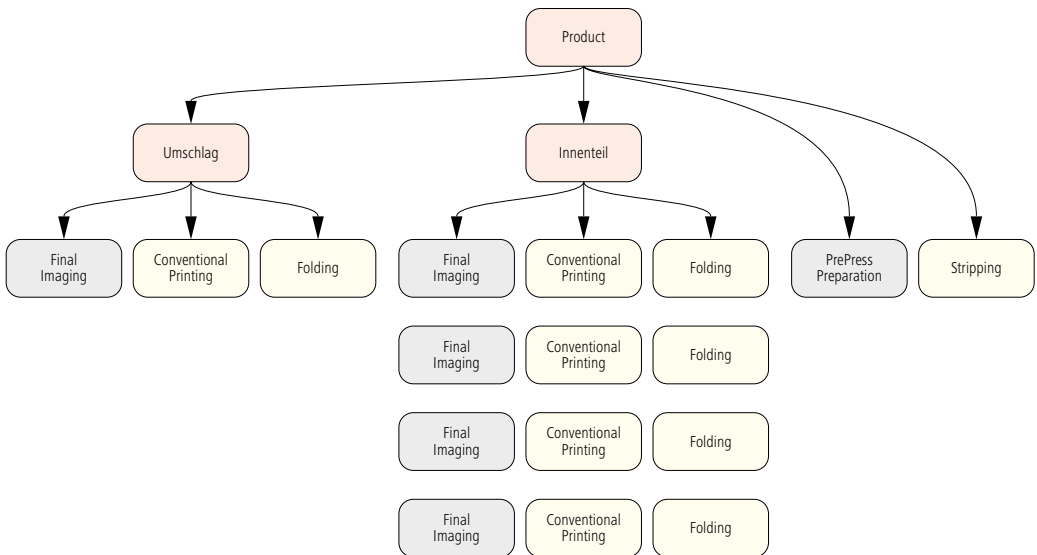 Product
Umschlag
Innenteil
Final
Imaging
Conventional
Printing
Folding
Final
Imaging
Conventional
Printing
Folding
PrePress
Preparation
Stripping
Final
Imaging
Conventional
Printing
Folding
Final
Imaging
Conventional
Printing
Folding
Final
Imaging
Conventional
Printing
Folding